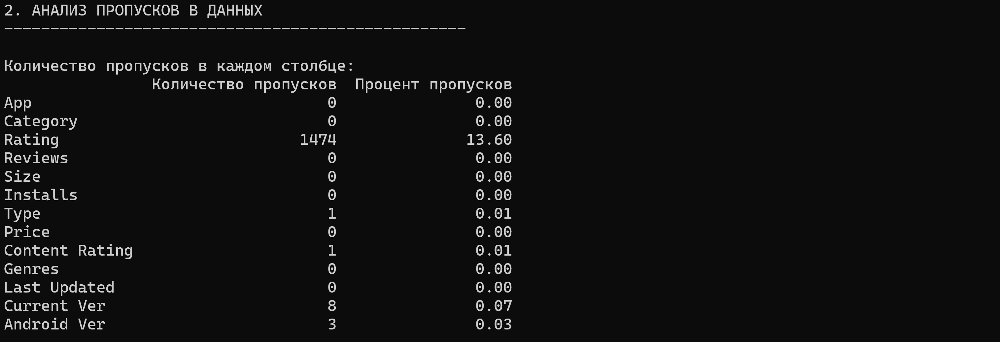 2. АНАЛИЗ ПРОПУСКОВ В ДАННЫХ
--------------------------------------------------
Количество пропусков в каждом столбце:
Количество пропусков Процент пропусков
App 0 0.00
Category 0 0.00
Rating 1474 13.60
Reviews 0 0.00
Size 0 0.00
Installs 0 0.00
Type 1 0.01
Price 0 0.00
Content Rating 1 0.01
Genres 0 0.00
Last Updated 0 0.00
Current Ver 8 0.07
Android Ver 3 0.03